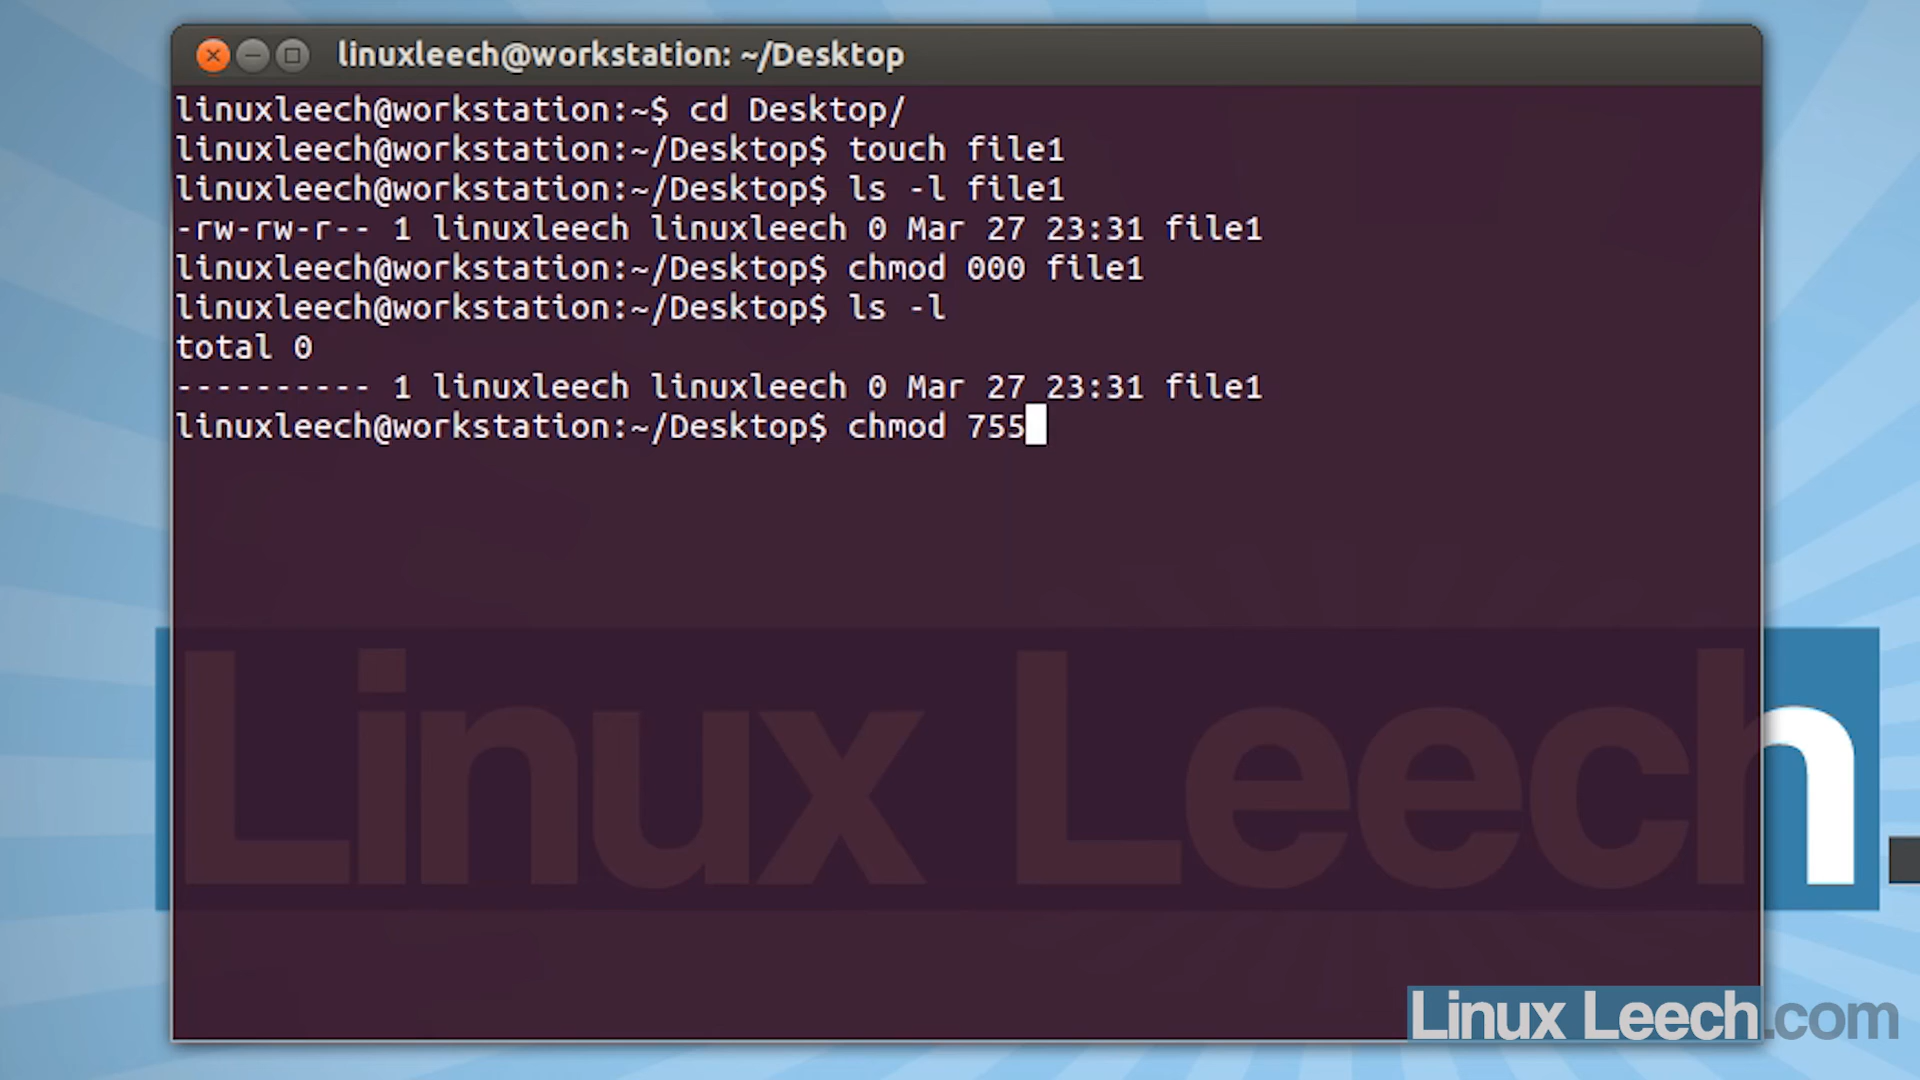 linuxleech@workstation: ~/Desktop
linuxleech@workstation:~$ cd Desktop/
linuxleech@workstation:~/Desktop$ touch file1
linuxleech@workstation:~/Desktop$ ls -l file1
-rw-rw-r-- 1 linuxleech linuxleech 0 Mar 27 23:31 file1
linuxleech@workstation:~/Desktop$ chmod 000 file1
linuxleech@workstation:~/Desktop$ ls -l
total 0
---------- 1 linuxleech linuxleech 0 Mar 27 23:31 file1
linuxleech@workstation:~/Desktop$ chmod 755
Linux Leech.
Linux Leech.com